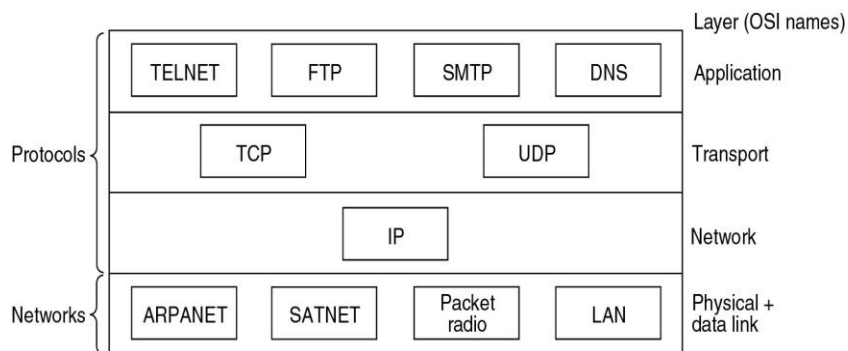 Layer (OSI names)
TELNET FTP SMTP DNS Application
Protocols TCP UDP Transport
IP Network
Networks ARPANET SATNET Packet radio LAN Physical + data link